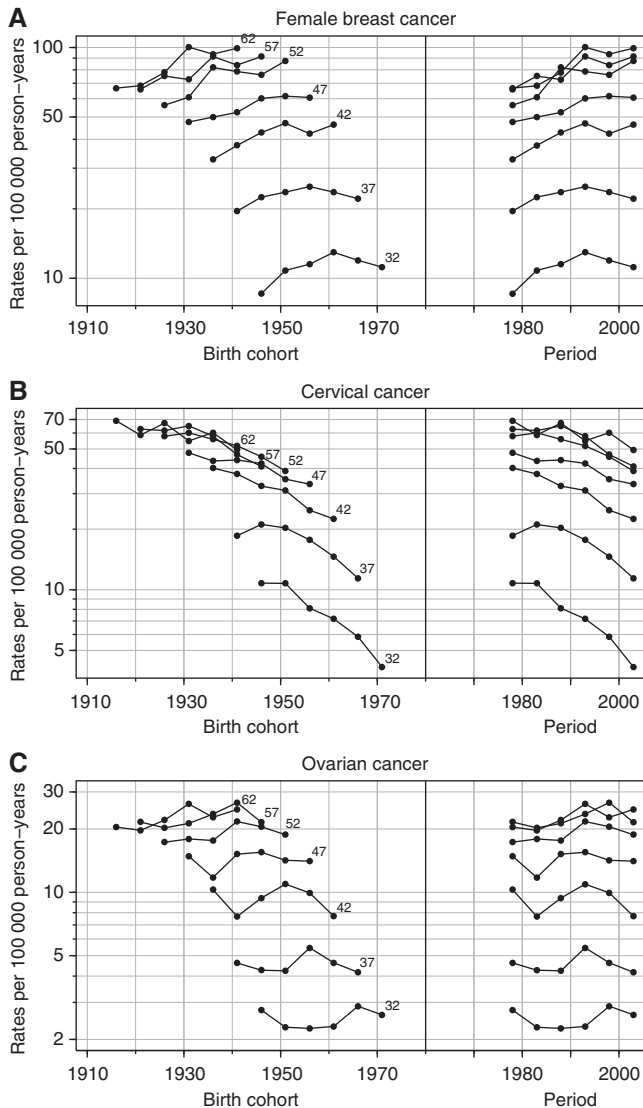 A
Female breast cancer
Rates per 100 000 person−years
100
50
10
62
57
52
47
42
37
32
1910 1930 1950 1970 1980 2000
Birth cohort Period
B
Cervical cancer
Rates per 100 000 person−years
70
50
10
5
62
57
52
47
42
37
32
1910 1930 1950 1970 1980 2000
Birth cohort Period
C
Ovarian cancer
Rates per 100 000 person−years
30
20
10
5
2
62
57
52
47
42
37
32
1910 1930 1950 1970 1980 2000
Birth cohort Period